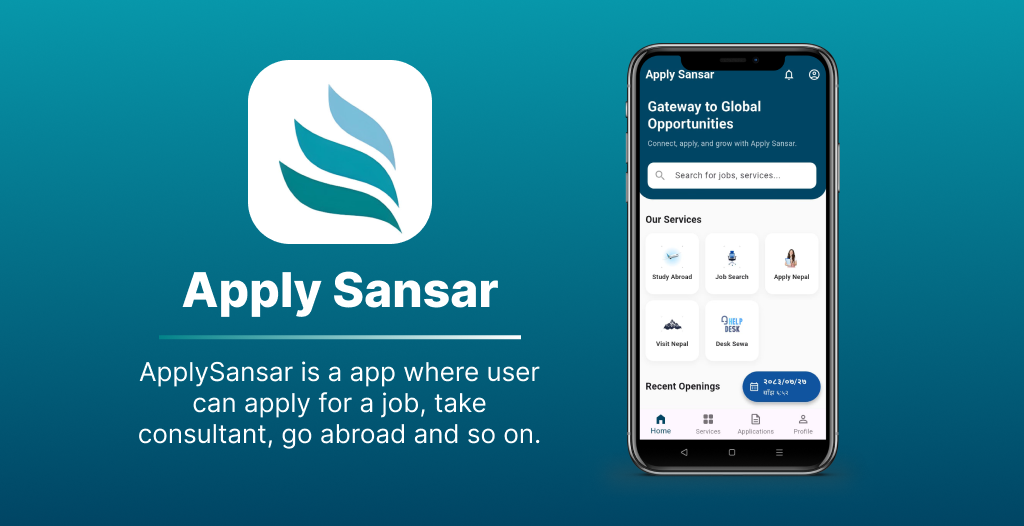 Apply Sansar
ApplySansar is a app where user
can apply for a job, take
consultant, go abroad and so on.
Apply Sansar
Gateway to Global
Opportunities
Connect, apply, and grow with Apply Sansar.
Search for jobs, services...
Our Services
Study Abroad
Job Search
Apply Nepal
HELP
DESK
Visit Nepal
Desk Sewa
Recent Openings
Home
Services
Applications
Profile